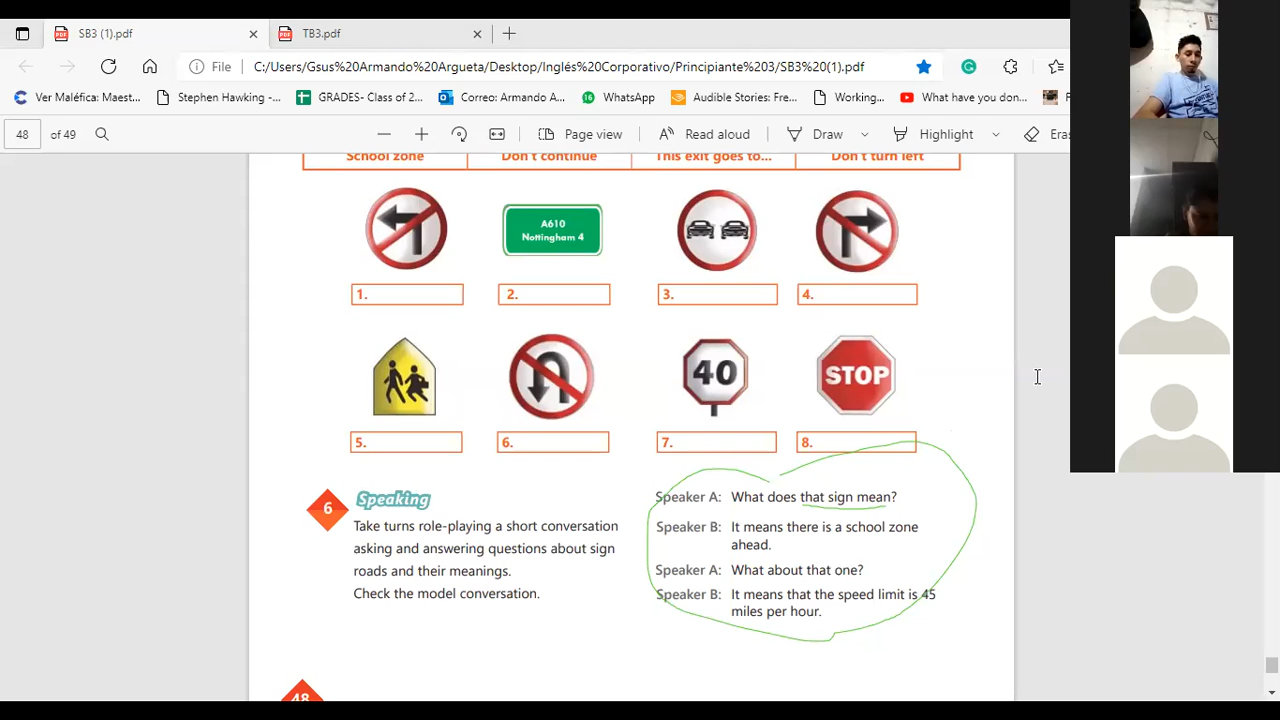 SB3 (1).pdf
TB3.pdf
File
C:/Users/Gsus%20Armando%20Argueta/Desktop/Inglés%20Corporativo/Principiante%203/SB3%20(1).pdf
Ver Maléfica: Maest...
Stephen Hawking -...
GRADES- Class of 2...
Correo: Armando A...
16
WhatsApp
Audible Stories: Fre...
Working...
What have you don...
48
of 49
Page view
Read aloud
Draw
Highlight
Eras
School zone
Don't continue
This exit goes to...
Don't turn left
A610
Nottingham 4
1.
2.
3.
4.
40
STOP
5.
6.
7.
8.
6
Speaking
Take turns role-playing a short conversation
asking and answering questions about sign
roads and their meanings.
Check the model conversation.
Speaker A: What does that sign mean?
Speaker B: It means there is a school zone
ahead.
Speaker A: What about that one?
Speaker B: It means that the speed limit is 45
miles per hour.
48